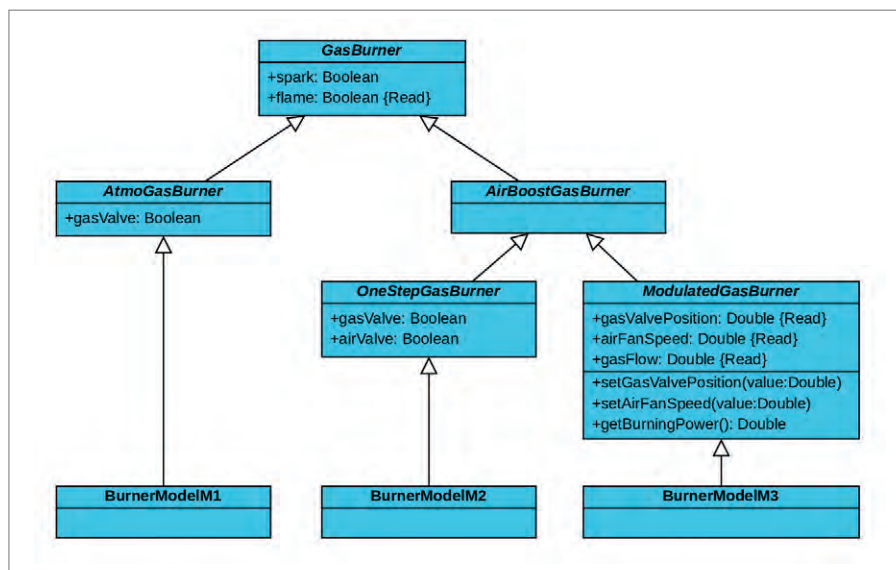 GasBurner
+spark: Boolean
+flame: Boolean {Read}
AtmoGasBurner
+gasValve: Boolean
AirBoostGasBurner
OneStepGasBurner
+gasValve: Boolean
+airValve: Boolean
ModulatedGasBurner
+gasValvePosition: Double {Read}
+airFanSpeed: Double {Read}
+gasFlow: Double {Read}
+setGasValvePosition(value:Double)
+setAirFanSpeed(value:Double)
+getBurningPower(): Double
BurnerModelM1
BurnerModelM2
BurnerModelM3